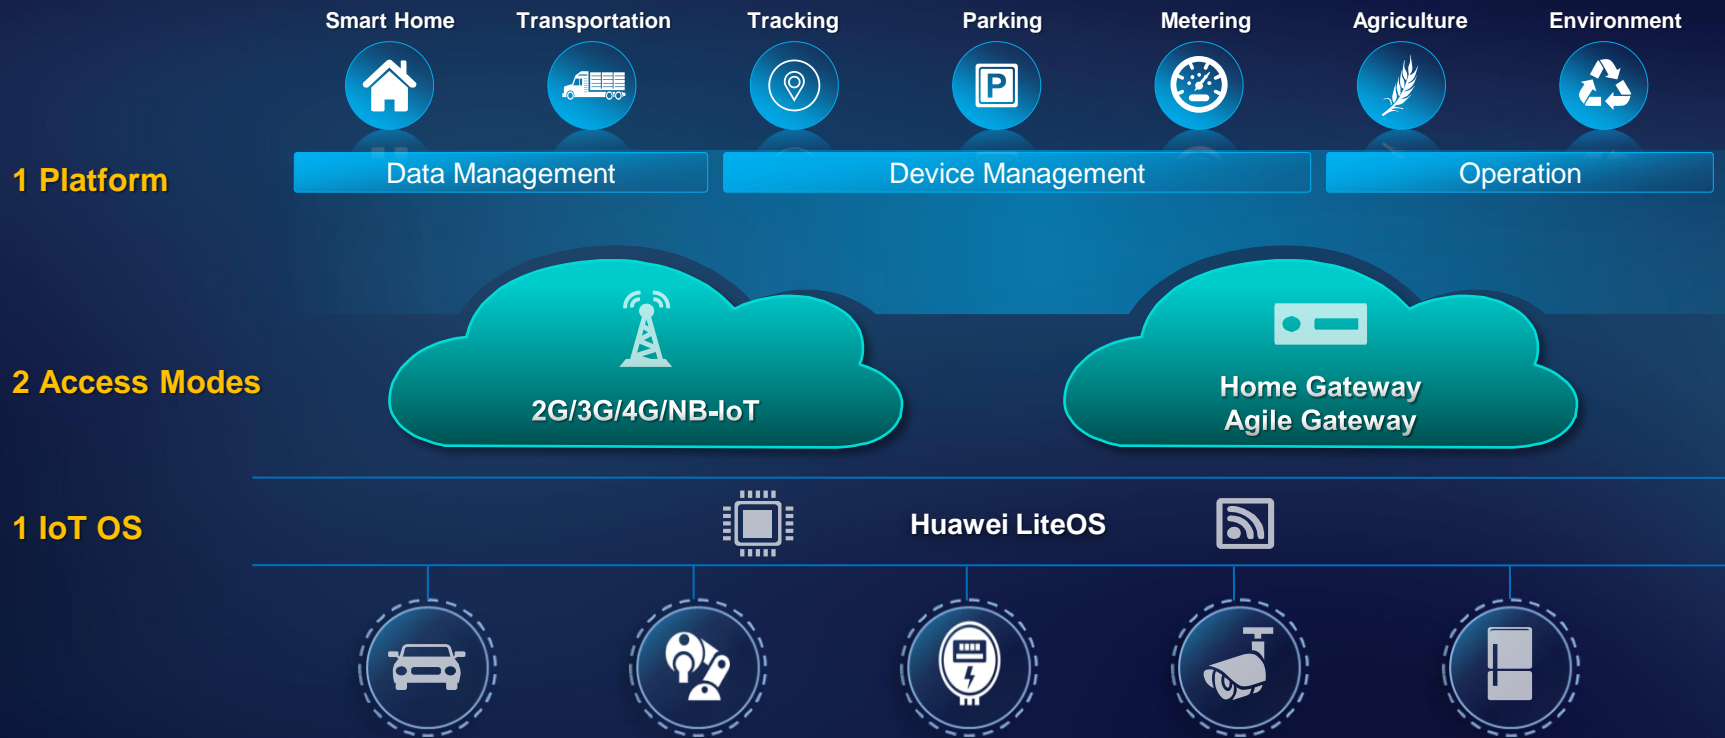 Smart Home
Transportation
Tracking
Parking
Metering
Agriculture
Environment
P
1 Platform
Data Management
Device Management
Operation
2 Access Modes
2G/3G/4G/NB-IoT
Home Gateway
Agile Gateway
1 IoT OS
Huawei LiteOS